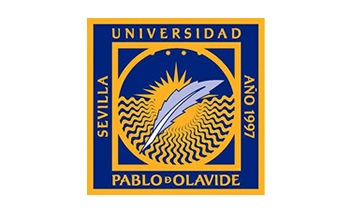 UNIVERSIDAD
SEVILLA
AÑO 1997
PABLO DE OLAVIDE